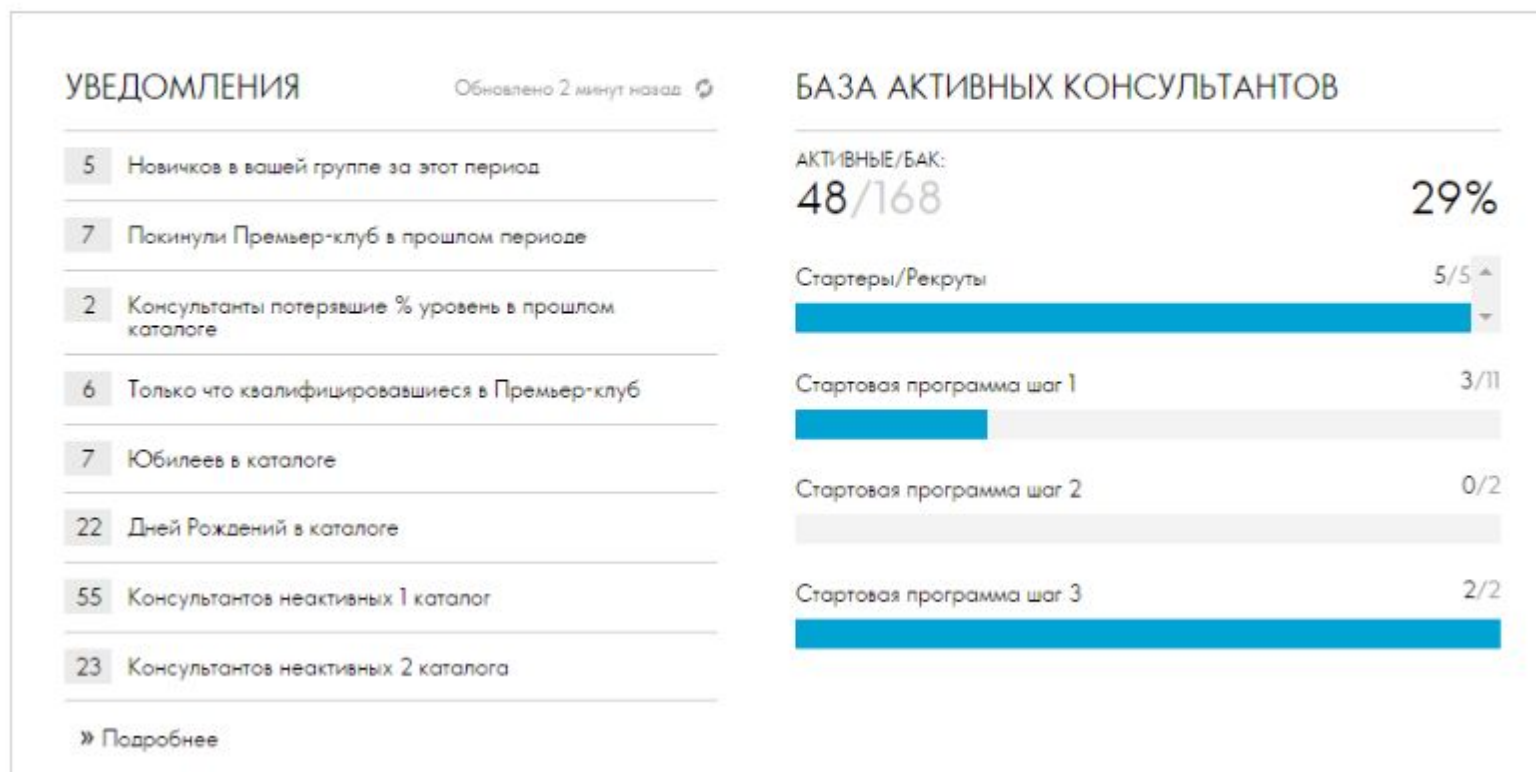 УВЕДОМЛЕНИЯ
Обновлено 2 минут назад
5 Новичков в вашей группе за этот период
7 Покинули Премьер-клуб в прошлом периоде
2 Консультанты потерявшие % уровень в прошлом
каталоге
6 Только что квалифицировавшиеся в Премьер-клуб
7 Юбилеев в каталоге
22 Дней Рождений в каталоге
55 Консультантов неактивных 1 каталог
23 Консультантов неактивных 2 каталога
» Подробнее
БАЗА АКТИВНЫХ КОНСУЛЬТАНТОВ
АКТИВНЫЕ/БАК:
48/168 29%
Стартеры/Рекруты 5/5
Стартовая программа шаг 1 3/11
Стартовая программа шаг 2 0/2
Стартовая программа шаг 3 2/2